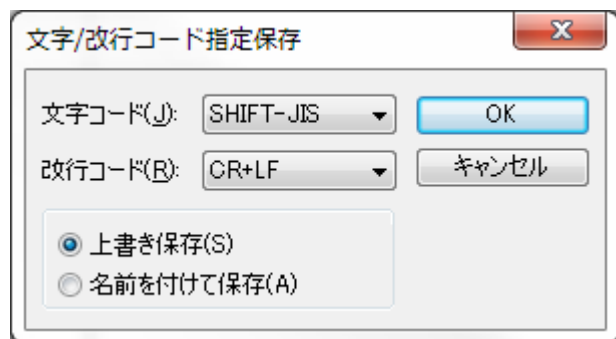 文字/改行コード指定保存
文字コード(J): SHIFT-JIS OK
改行コード(R): CR+LF キャンセル
上書き保存(S)
名前を付けて保存(A)